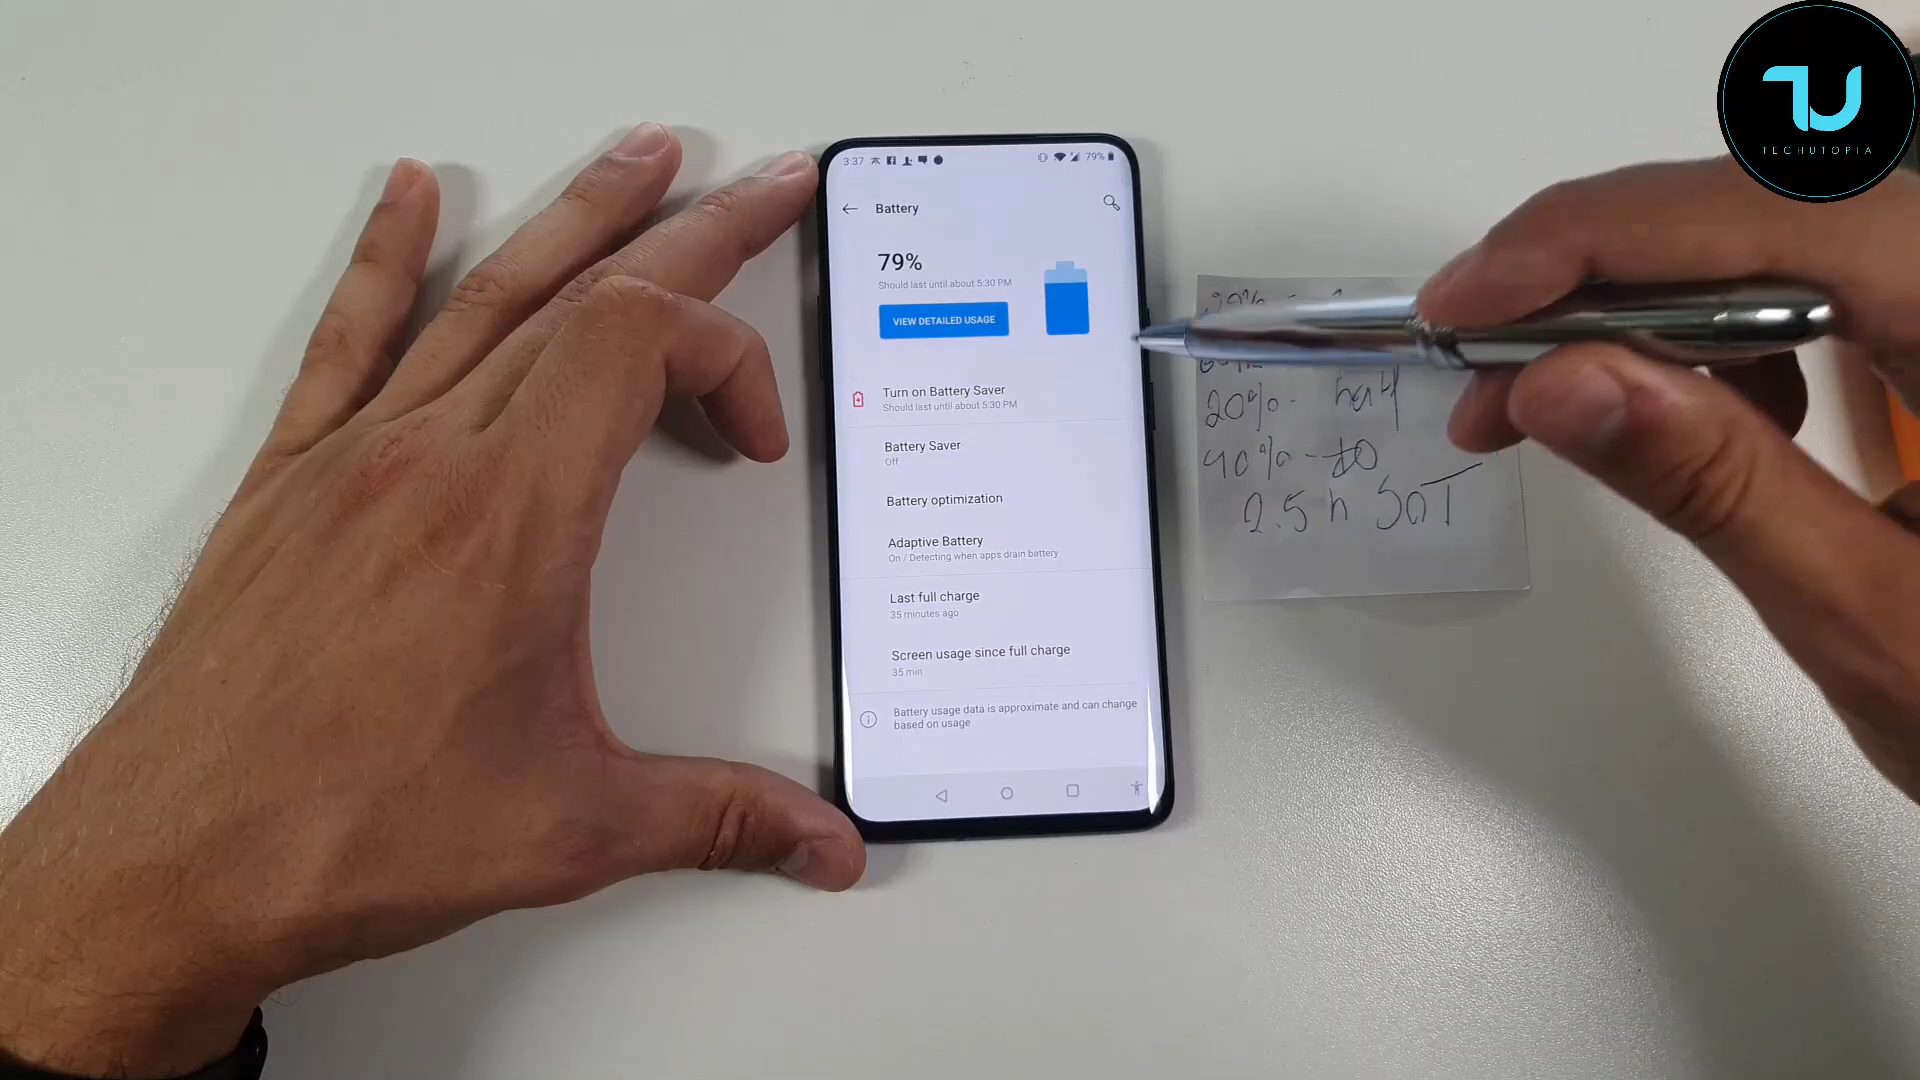 TECHUTOPIA
3:37 79%
Battery
79%
Should last until about 5:30 PM
VIEW DETAILED USAGE
Turn on Battery Saver
Should last until about 5:30 PM
Battery Saver
Off
Battery optimization
Adaptive Battery
On / Detecting when apps drain battery
Last full charge
35 minutes ago
Screen usage since full charge
35 min
Battery usage data is approximate and can change
based on usage
20% - half
40% - to
2.5 h SOT